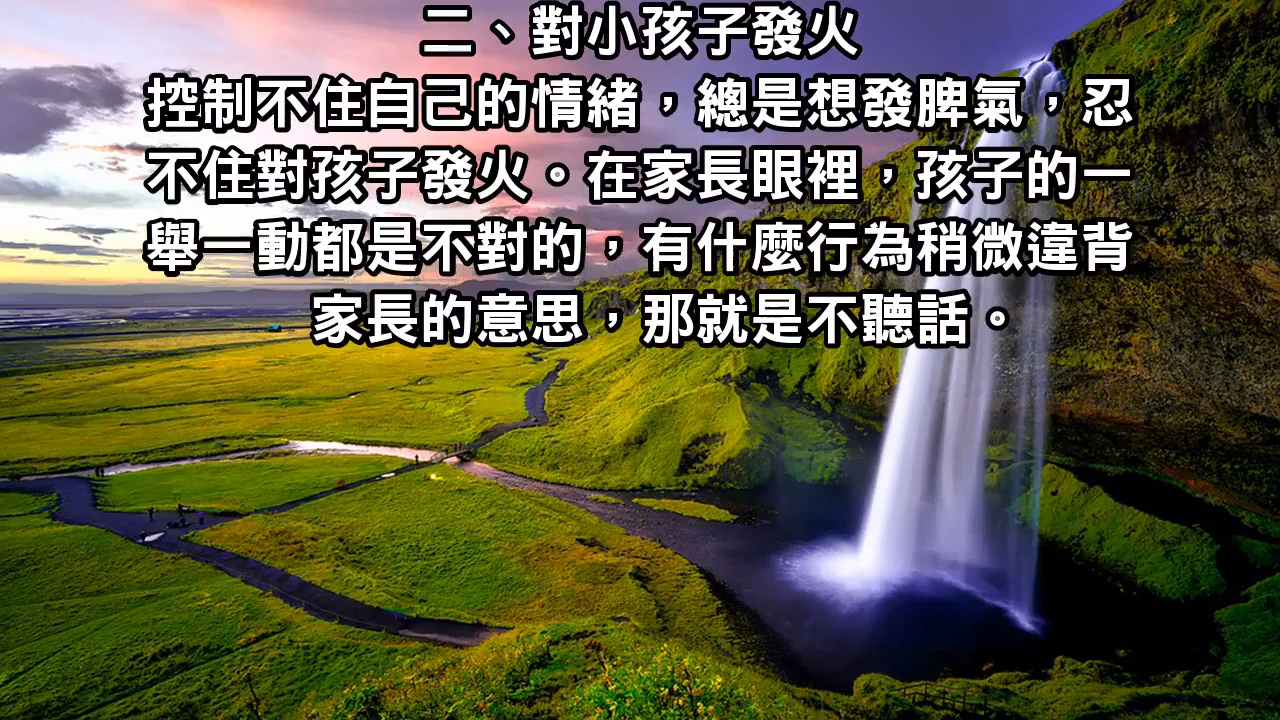 二、對小孩子發火
控制不住自己的情緒，總是想發脾氣，忍
不住對孩子發火。在家長眼裡，孩子的一
舉一動都是不對的，有什麼行為稍微違背
家長的意思，那就是不聽話。